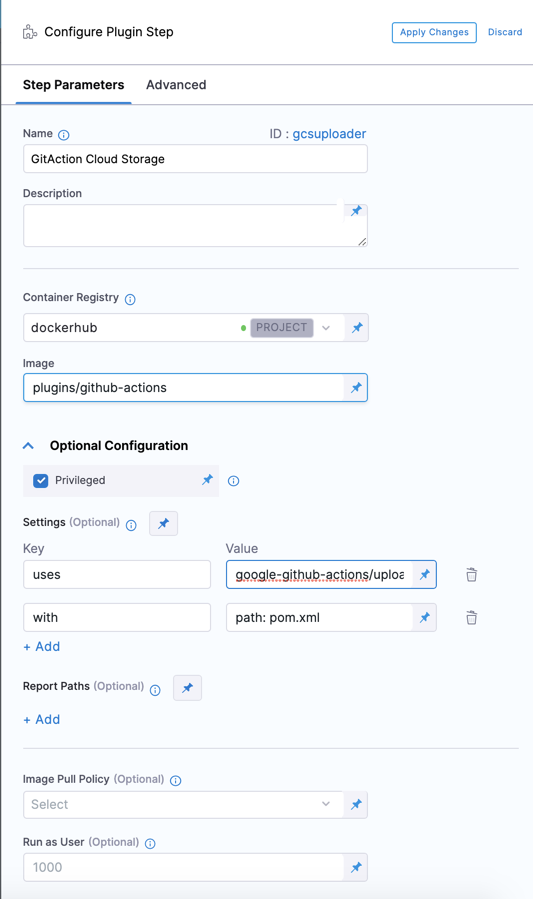 Configure Plugin Step
Apply Changes
Discard
Step Parameters
Advanced
Name
ID : gcsuploader
GitAction Cloud Storage
Description
Container Registry
dockerhub
PROJECT
Image
plugins/github-actions
Optional Configuration
Privileged
Settings (Optional)
Key
Value
uses
google-github-actions/uploa
with
path: pom.xml
+ Add
Report Paths (Optional)
+ Add
Image Pull Policy (Optional)
Select
Run as User (Optional)
1000